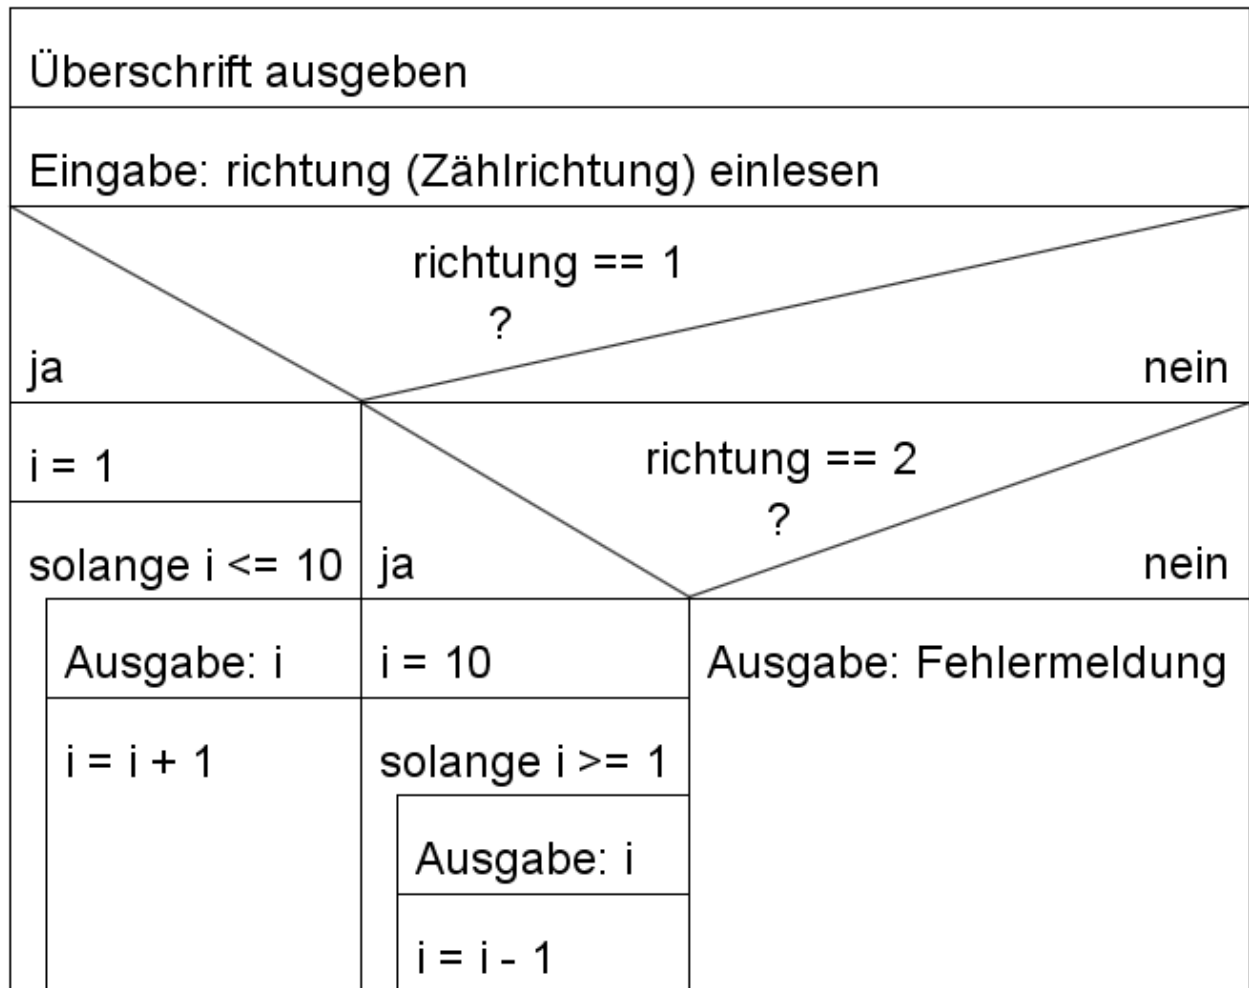 Überschrift ausgeben
Eingabe: richtung (Zählrichtung) einlesen
richtung == 1
?
ja
nein
i = 1
solange i <= 10
Ausgabe: i
i = i + 1
richtung == 2
?
ja
nein
i = 10
solange i >= 1
Ausgabe: i
i = i - 1
Ausgabe: Fehlermeldung